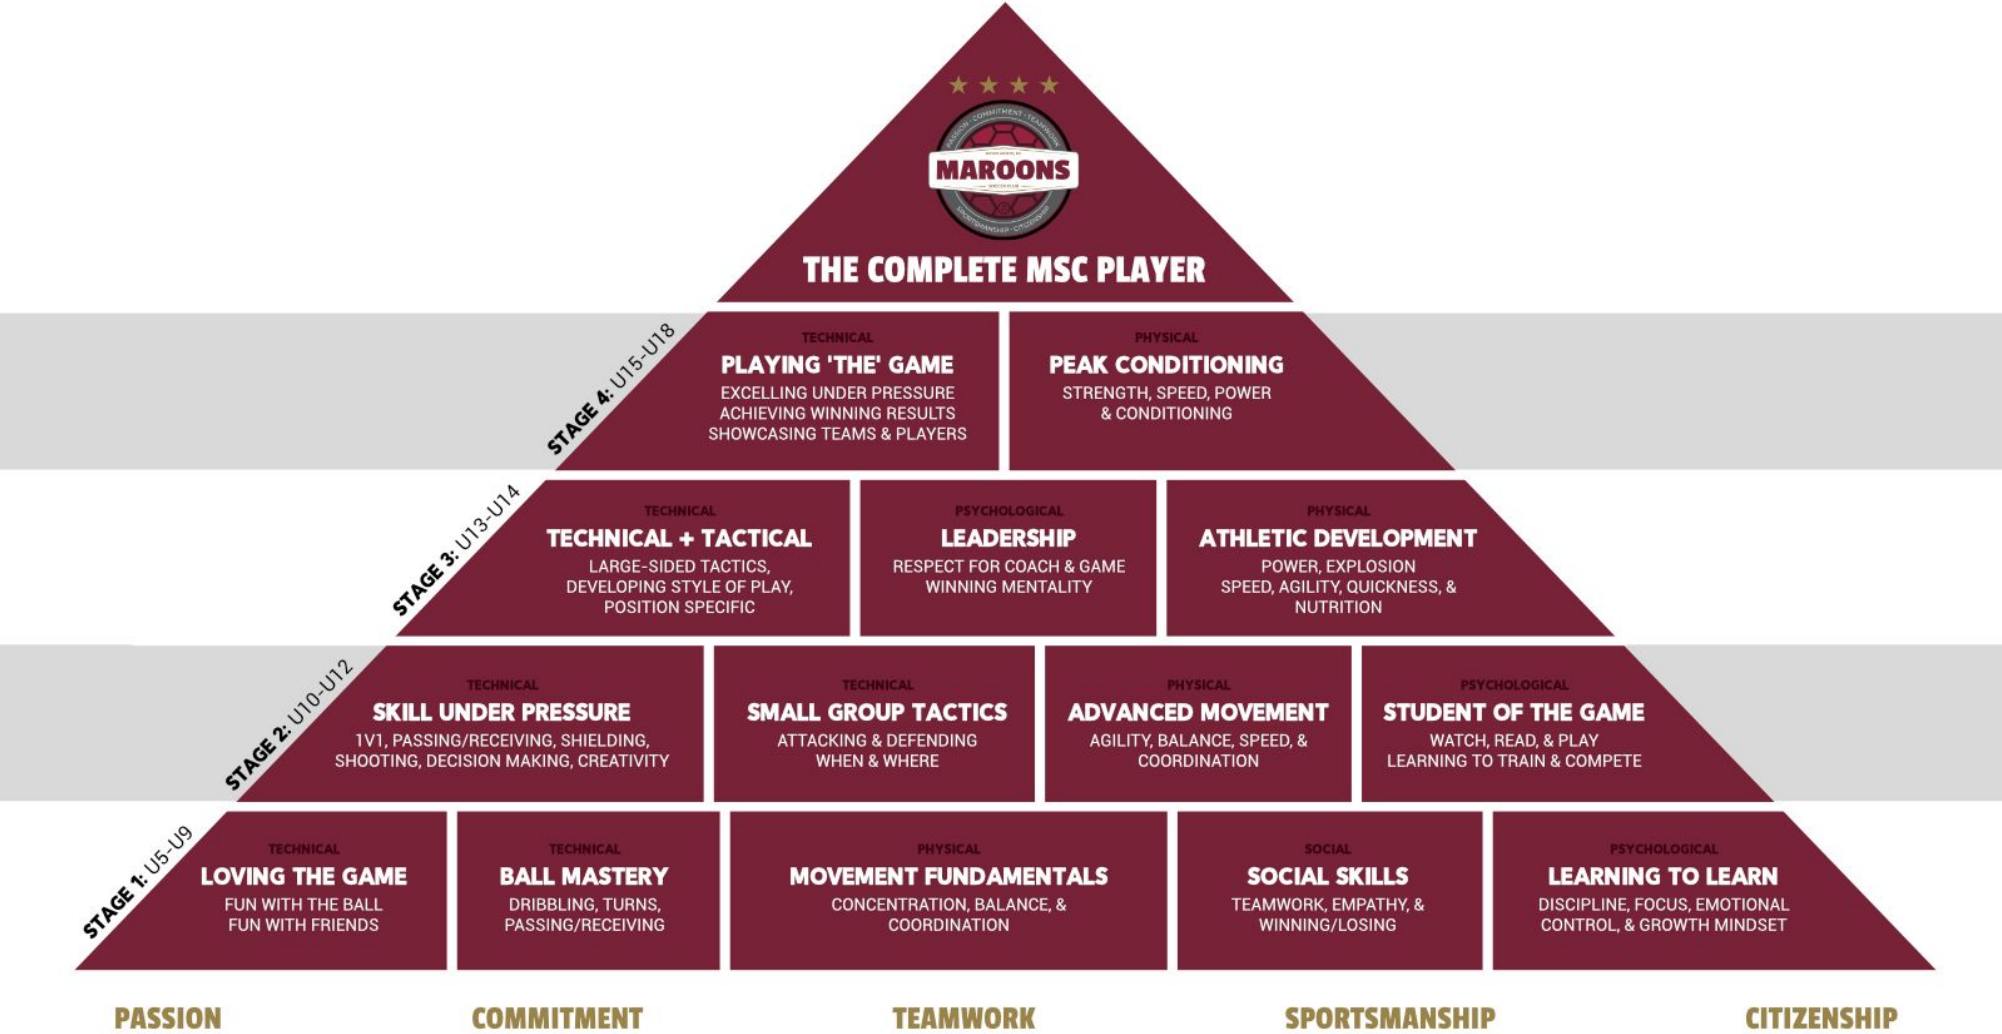 PASSION · COMMITMENT · TEAMWORK
MAROONS
SOCCER CLUB
SPORTSMANSHIP · CITIZENSHIP
THE COMPLETE MSC PLAYER
STAGE 4: U15-U18
TECHNICAL
PLAYING 'THE' GAME
EXCELLING UNDER PRESSURE
ACHIEVING WINNING RESULTS
SHOWCASING TEAMS & PLAYERS
PHYSICAL
PEAK CONDITIONING
STRENGTH, SPEED, POWER
& CONDITIONING
STAGE 3: U13-U14
TECHNICAL
TECHNICAL + TACTICAL
LARGE-SIDED TACTICS,
DEVELOPING STYLE OF PLAY,
POSITION SPECIFIC
PSYCHOLOGICAL
LEADERSHIP
RESPECT FOR COACH & GAME
WINNING MENTALITY
PHYSICAL
ATHLETIC DEVELOPMENT
POWER, EXPLOSION
SPEED, AGILITY, QUICKNESS, &
NUTRITION
STAGE 2: U10-U12
TECHNICAL
SKILL UNDER PRESSURE
1V1, PASSING/RECEIVING, SHIELDING,
SHOOTING, DECISION MAKING, CREATIVITY
TECHNICAL
SMALL GROUP TACTICS
ATTACKING & DEFENDING
WHEN & WHERE
PHYSICAL
ADVANCED MOVEMENT
AGILITY, BALANCE, SPEED, &
COORDINATION
PSYCHOLOGICAL
STUDENT OF THE GAME
WATCH, READ, & PLAY
LEARNING TO TRAIN & COMPETE
STAGE 1: U5-U9
TECHNICAL
LOVING THE GAME
FUN WITH THE BALL
FUN WITH FRIENDS
TECHNICAL
BALL MASTERY
DRIBBLING, TURNS,
PASSING/RECEIVING
PHYSICAL
MOVEMENT FUNDAMENTALS
CONCENTRATION, BALANCE, &
COORDINATION
SOCIAL
SOCIAL SKILLS
TEAMWORK, EMPATHY, &
WINNING/LOSING
PSYCHOLOGICAL
LEARNING TO LEARN
DISCIPLINE, FOCUS, EMOTIONAL
CONTROL, & GROWTH MINDSET
PASSION
COMMITMENT
TEAMWORK
SPORTSMANSHIP
CITIZENSHIP